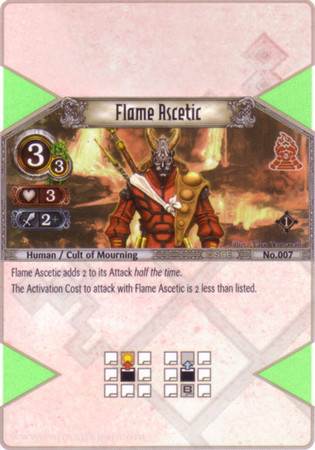 Flame Ascetic
3
3
3
2
Human / Cult of Mourning
No.007
Flame Ascetic adds 2 to its Attack half the time.
The Activation Cost to attack with Flame Ascetic is 2 less than listed.